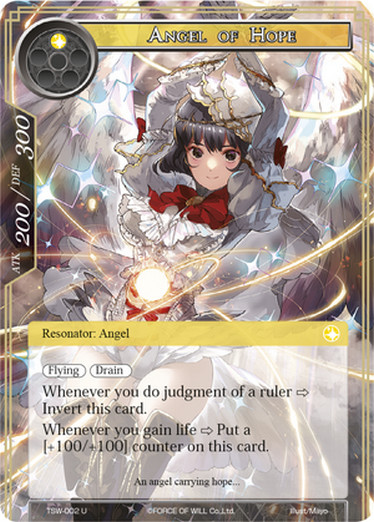 ANGEL OF HOPE
ATK 200 / DEF 300
Resonator: Angel
Flying Drain
Whenever you do judgment of a ruler ⇨
Invert this card.
Whenever you gain life ⇨ Put a
[+100/+100] counter on this card.
An angel carrying hope...
TSW-002 U ©FORCE OF WILL Co.,Ltd. Illust/Mayo